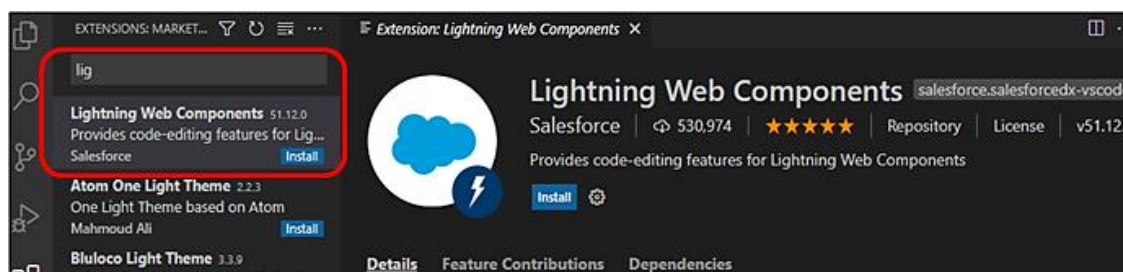 EXTENSIONS: MARKET...
lig
Lightning Web Components 51.12.0
Provides code-editing features for Lig...
Salesforce Install
Atom One Light Theme 2.2.3
One Light Theme based on Atom
Mahmoud Ali Install
Bluloco Light Theme 3.3.9
Extension: Lightning Web Components
Lightning Web Components salesforce.salesforcedx-vscode
Salesforce 530,974 Repository License v51.12.
Provides code-editing features for Lightning Web Components
Install
Details Feature Contributions Dependencies